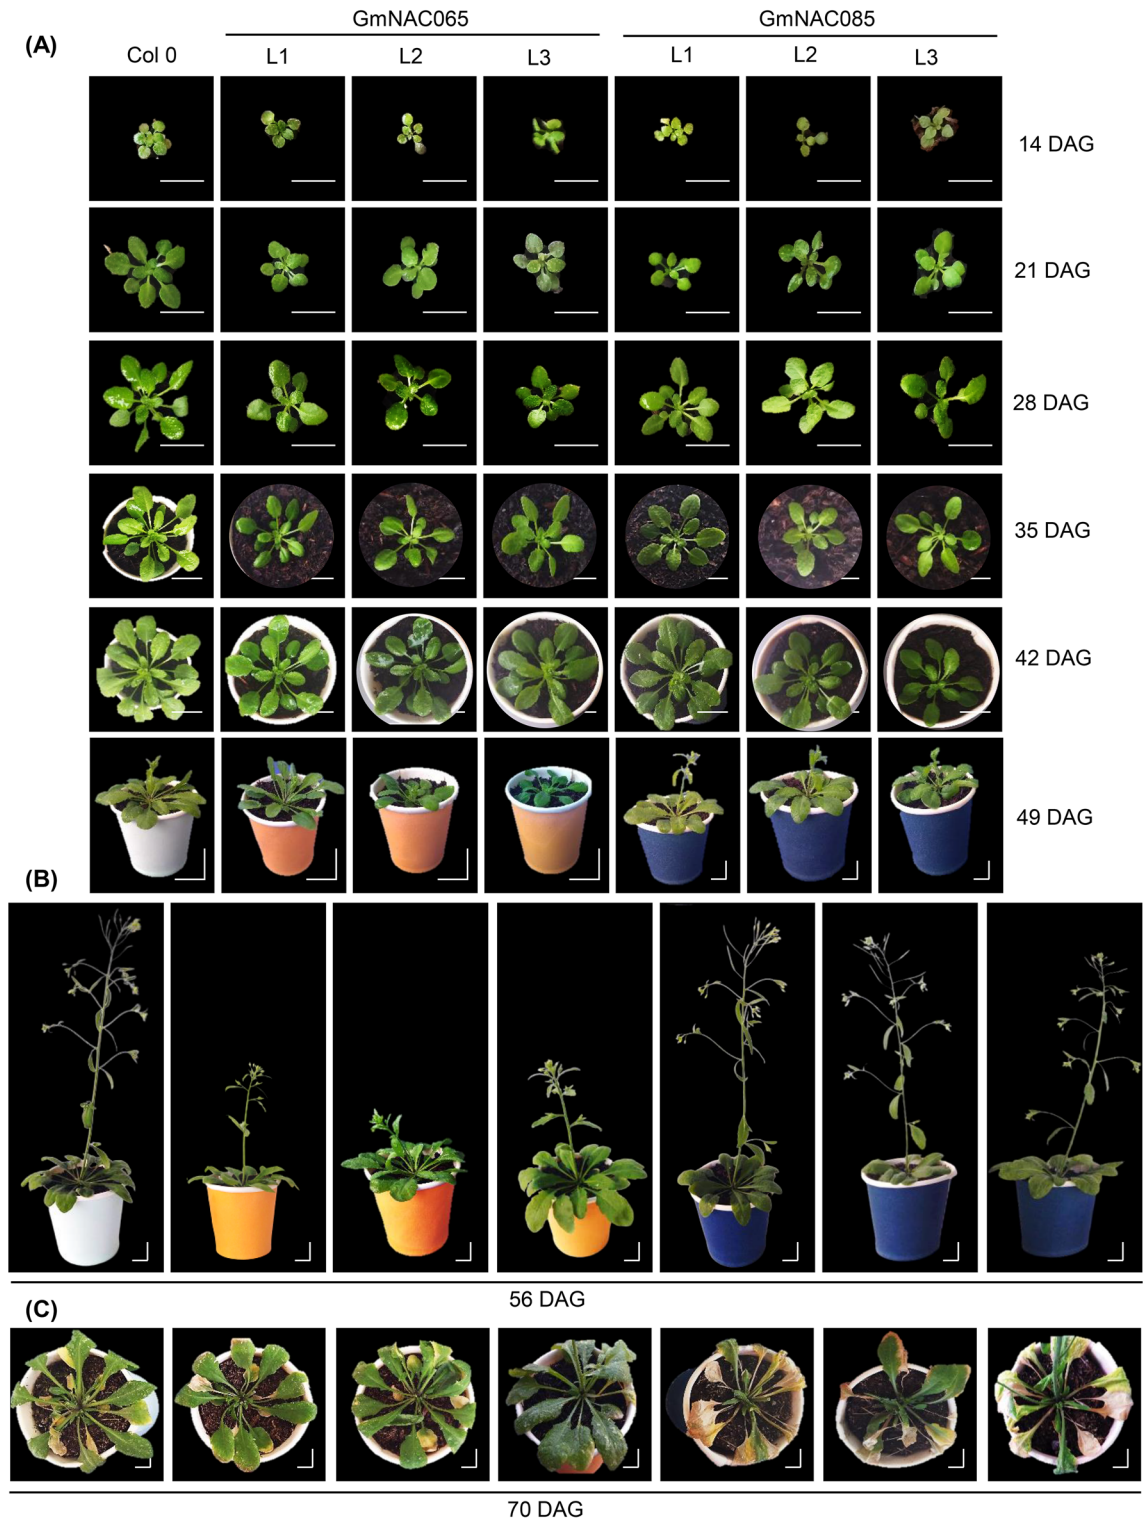 GmNAC065 GmNAC085
(A)
Col 0 L1 L2 L3 L1 L2 L3
14 DAG
21 DAG
28 DAG
35 DAG
42 DAG
49 DAG
(B)
56 DAG
(C)
70 DAG